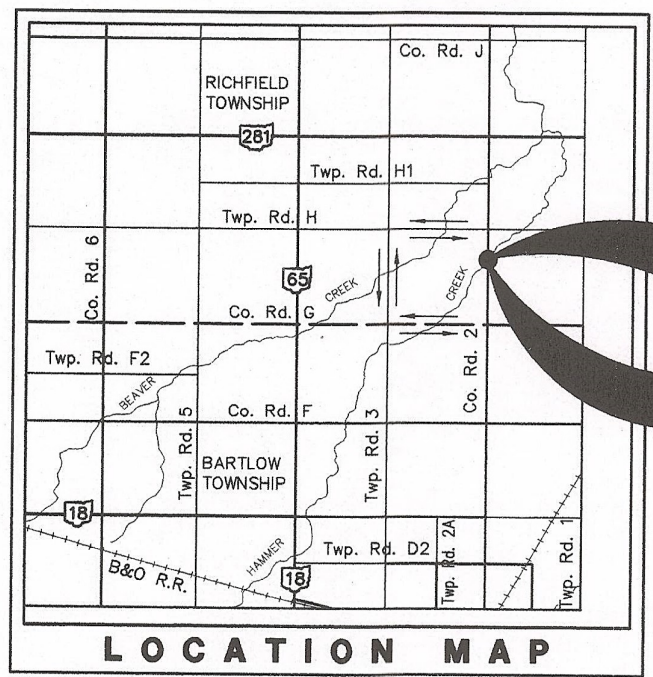 Co. Rd. J
RICHFIELD
TOWNSHIP
281
Twp. Rd. H1
Twp. Rd. H
Co. Rd. 6
65
CREEK
CREEK
Co. Rd. G
Twp. Rd. F2
Co. Rd. 2
BEAVER
Co. Rd. F
Twp. Rd. 5
Twp. Rd. 3
BARTLOW
TOWNSHIP
18
HAMMER
Twp. Rd. D2
Twp. Rd. 2A
Twp. Rd. 1
B&O R.R.
18
LOCATION MAP